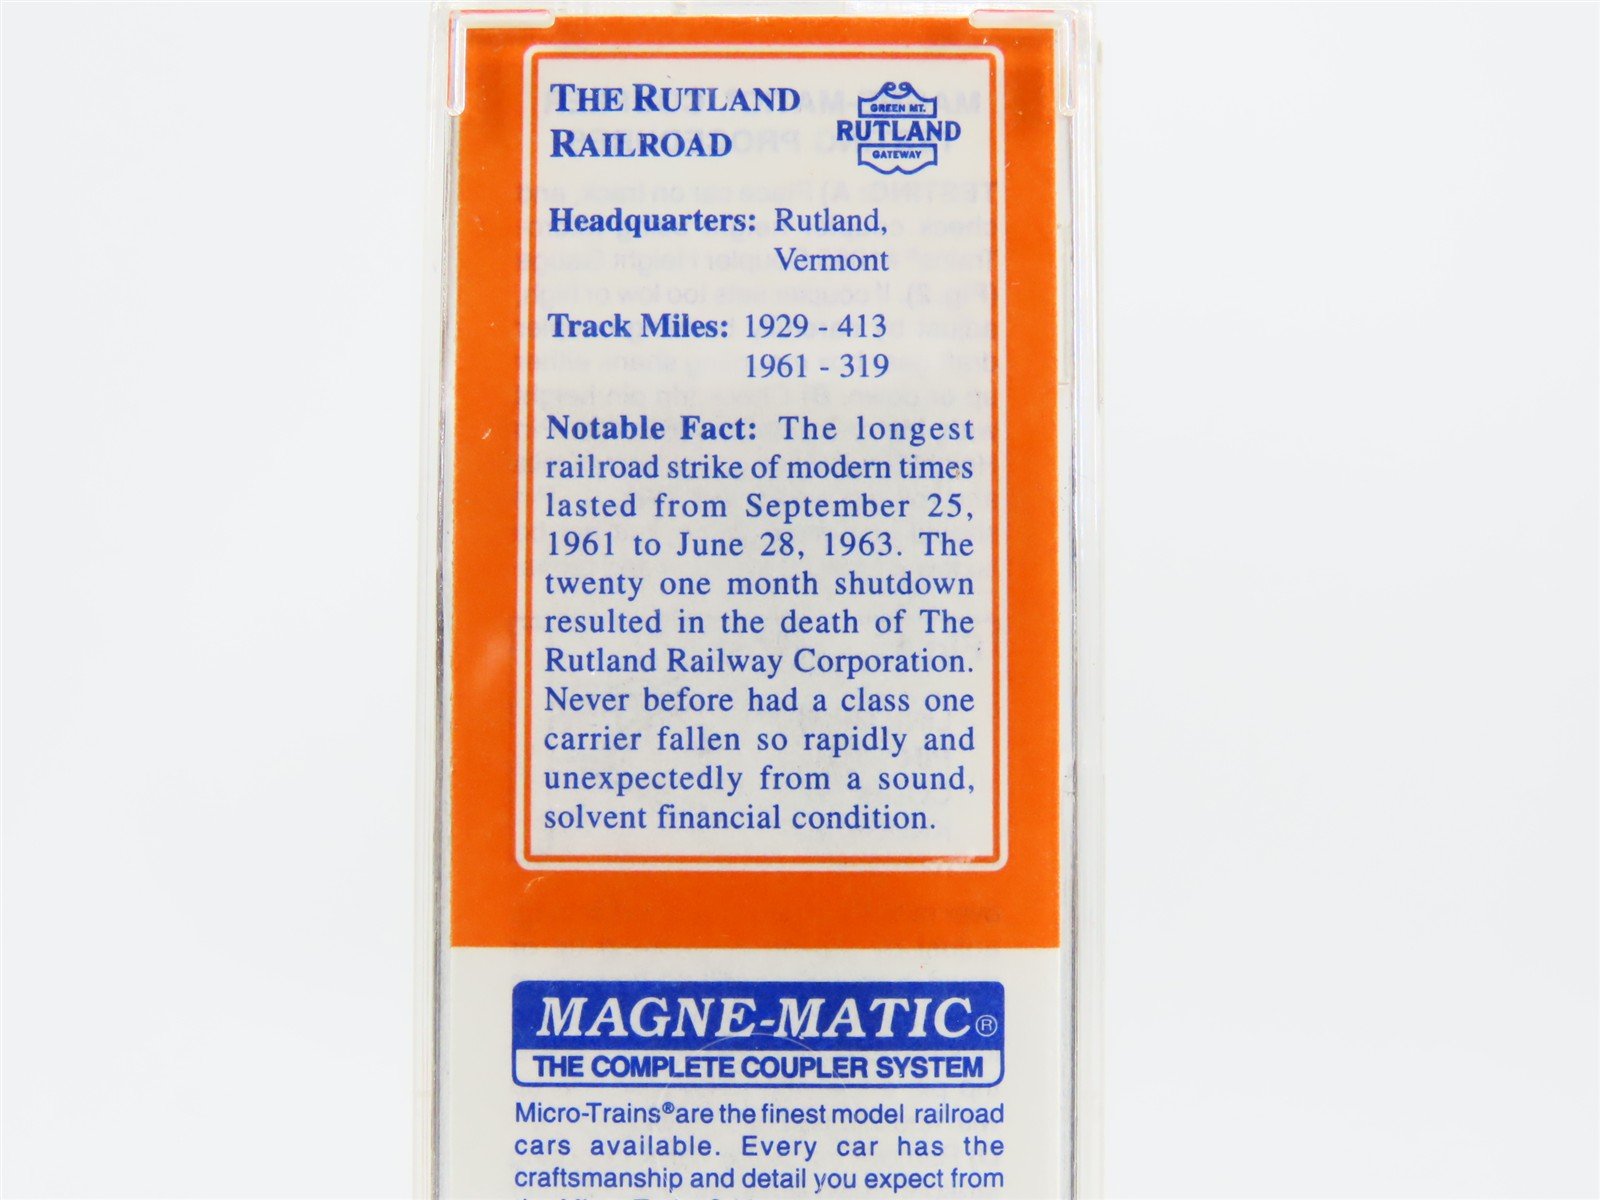 THE RUTLAND
RAILROAD
GREEN MT.
RUTLAND
GATEWAY
Headquarters: Rutland,
Vermont
Track Miles: 1929 - 413
1961 - 319
Notable Fact: The longest
railroad strike of modern times
lasted from September 25,
1961 to June 28, 1963. The
twenty one month shutdown
resulted in the death of The
Rutland Railway Corporation.
Never before had a class one
carrier fallen so rapidly and
unexpectedly from a sound,
solvent financial condition.
MAGNE-MATIC®
THE COMPLETE COUPLER SYSTEM
Micro-Trains® are the finest model railroad
cars available. Every car has the
craftsmanship and detail you expect from